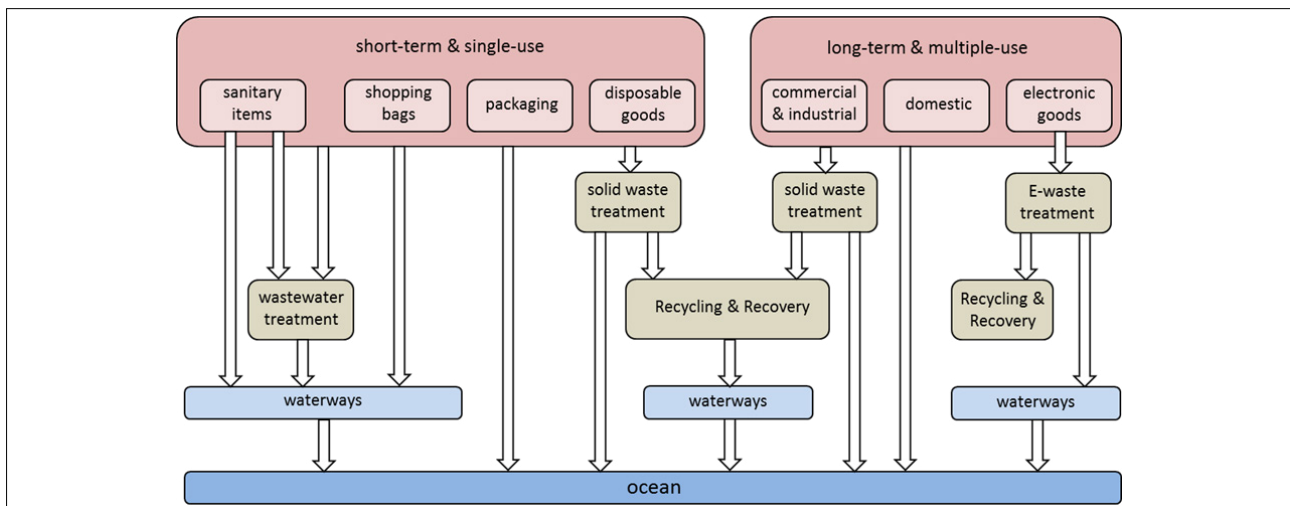 short-term & single-use
long-term & multiple-use
sanitary
items
shopping
bags
packaging
disposable
goods
commercial
& industrial
domestic
electronic
goods
solid waste
treatment
solid waste
treatment
E-waste
treatment
wastewater
treatment
Recycling & Recovery
Recycling &
Recovery
waterways
waterways
waterways
ocean